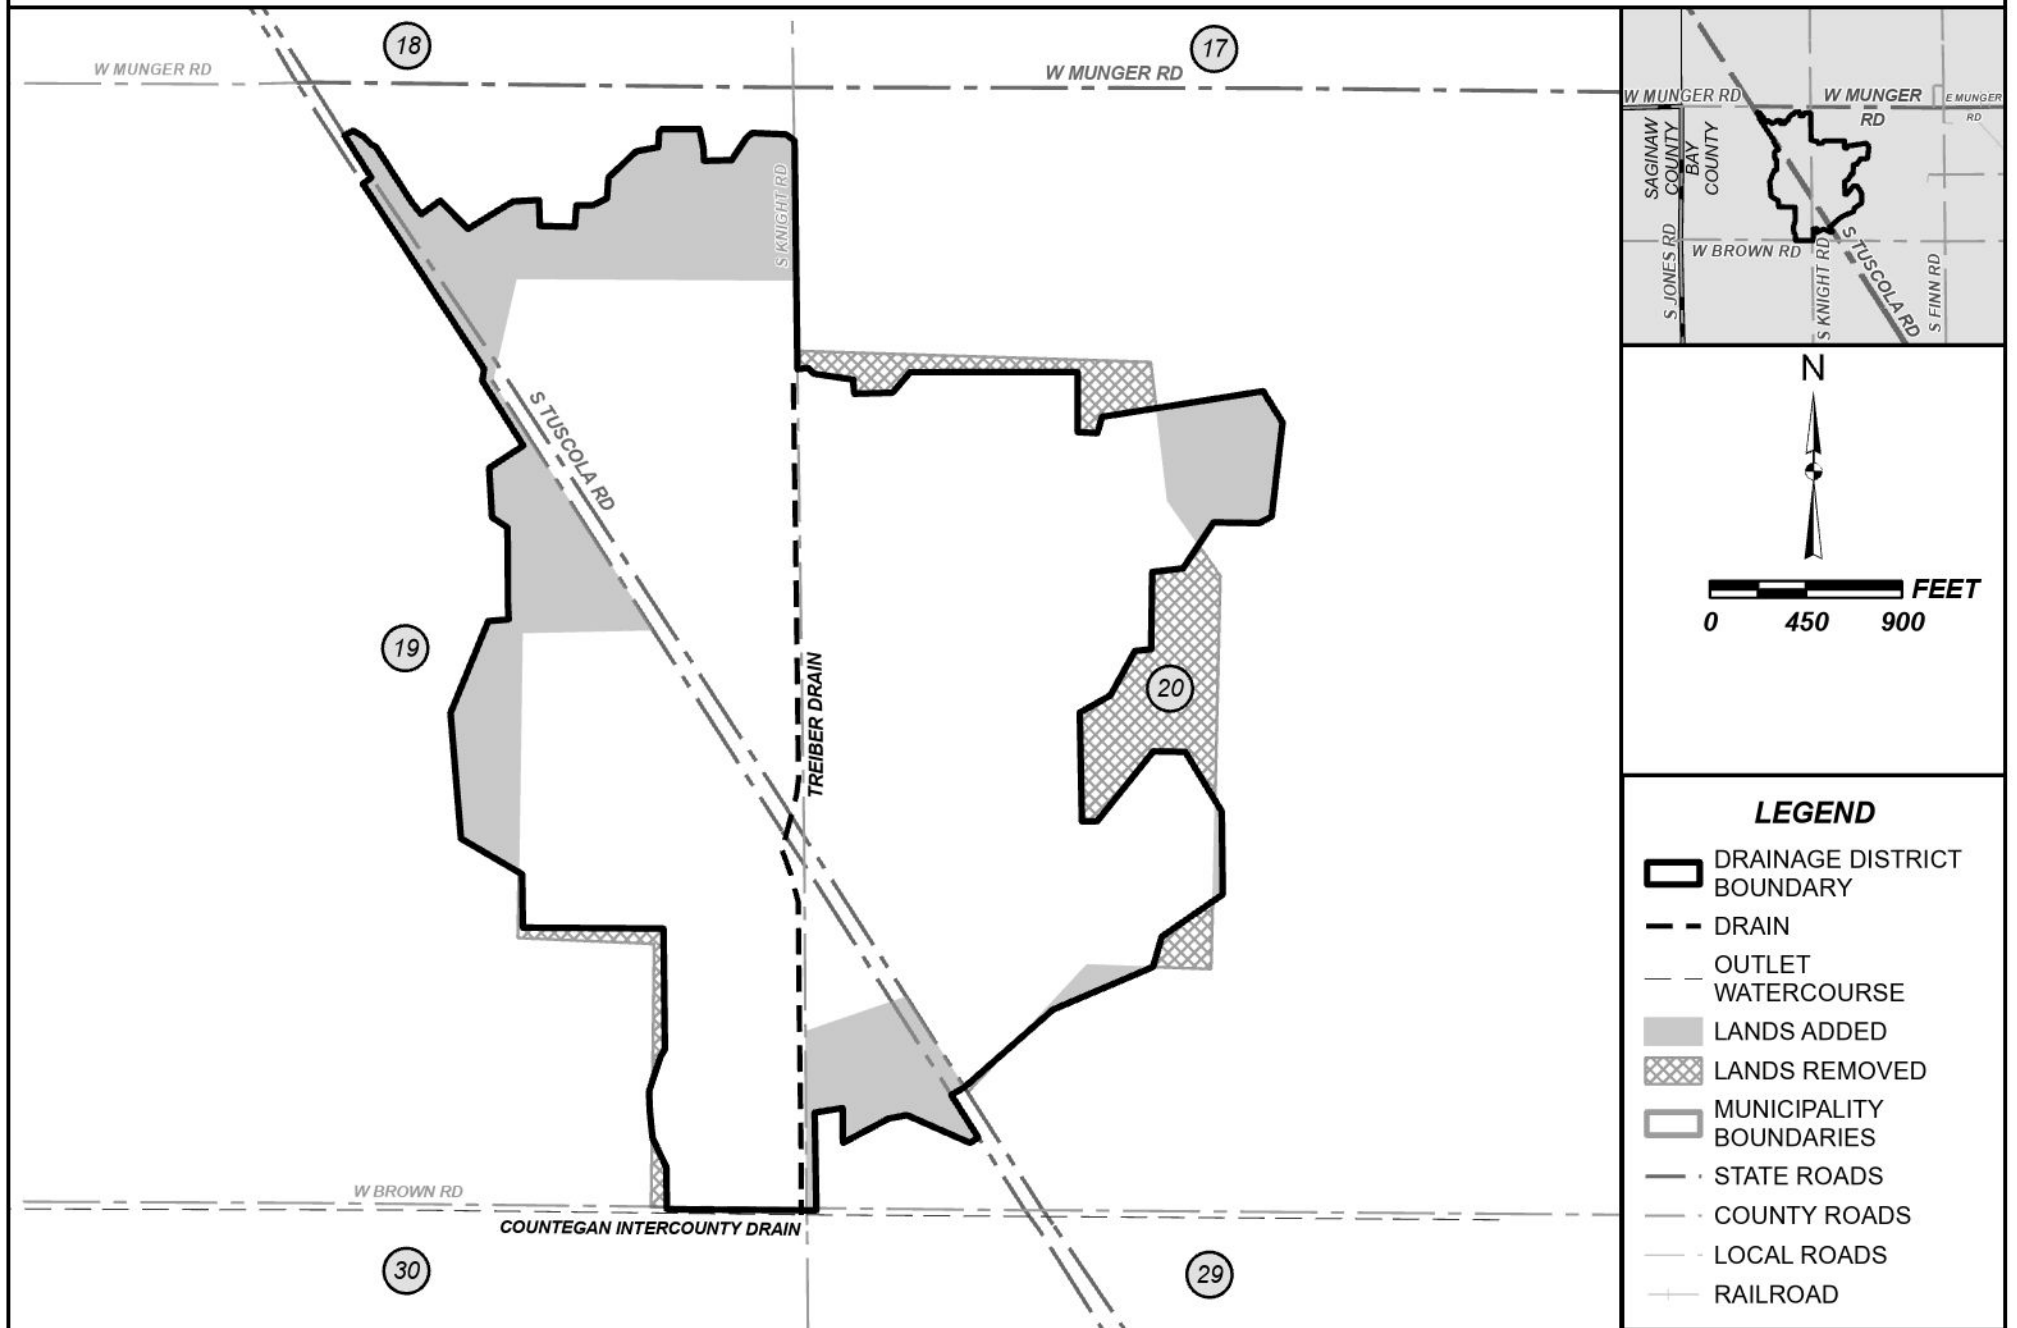 18
17
W MUNGER RD
W MUNGER RD
S KNIGHT RD
S TUSCOLA RD
19
TREIBER DRAIN
20
W BROWN RD
COUNTEGAN INTERCOUNTY DRAIN
30
29
W MUNGER RD
W MUNGER
RD
E MUNGER
RD
SAGINAW
COUNTY
BAY
COUNTY
S JONES RD
W BROWN RD
S KNIGHT RD
S TUSCOLA RD
S FINN RD
N
FEET
0 450 900
LEGEND
DRAINAGE DISTRICT
BOUNDARY
DRAIN
OUTLET
WATERCOURSE
LANDS ADDED
LANDS REMOVED
MUNICIPALITY
BOUNDARIES
STATE ROADS
COUNTY ROADS
LOCAL ROADS
RAILROAD